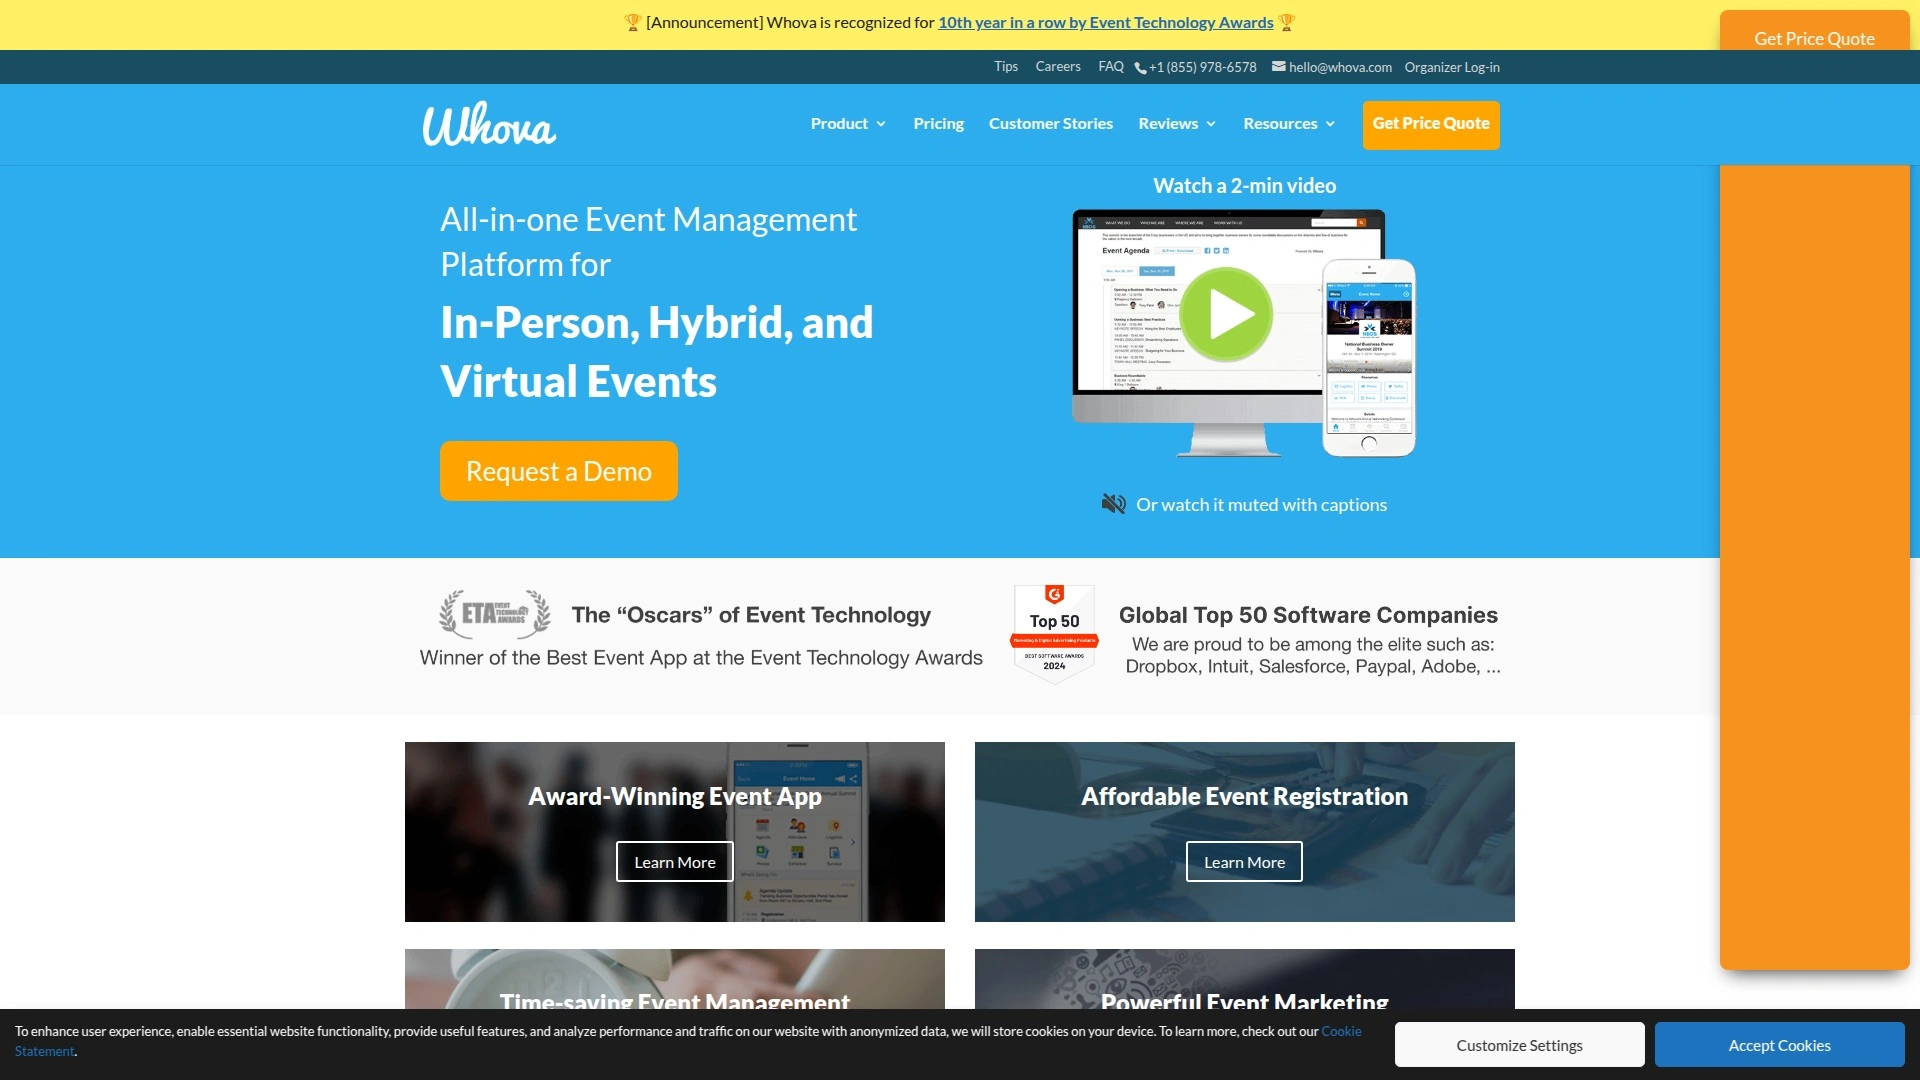 🏆 [Announcement] Whova is recognized for 10th year in a row by Event Technology Awards 🏆
Get Price Quote
Tips Careers FAQ +1 (855) 978-6578 hello@whova.com Organizer Log-in
Whova
Product Pricing Customer Stories Reviews Resources Get Price Quote
All-in-one Event Management
Platform for
In-Person, Hybrid, and
Virtual Events
Request a Demo
Watch a 2-min video
Event Agenda
Or watch it muted with captions
ETA EVENT TECHNOLOGY AWARDS
The “Oscars” of Event Technology
Winner of the Best Event App at the Event Technology Awards
Top 50
Marketing & Digital Advertising Products
BEST SOFTWARE AWARDS
2024
Global Top 50 Software Companies
We are proud to be among the elite such as:
Dropbox, Intuit, Salesforce, Paypal, Adobe, ...
Award-Winning Event App
Learn More
Affordable Event Registration
Learn More
Time-saving Event Management
Powerful Event Marketing
To enhance user experience, enable essential website functionality, provide useful features, and analyze performance and traffic on our website with anonymized data, we will store cookies on your device. To learn more, check out our Cookie
Statement.
Customize Settings
Accept Cookies